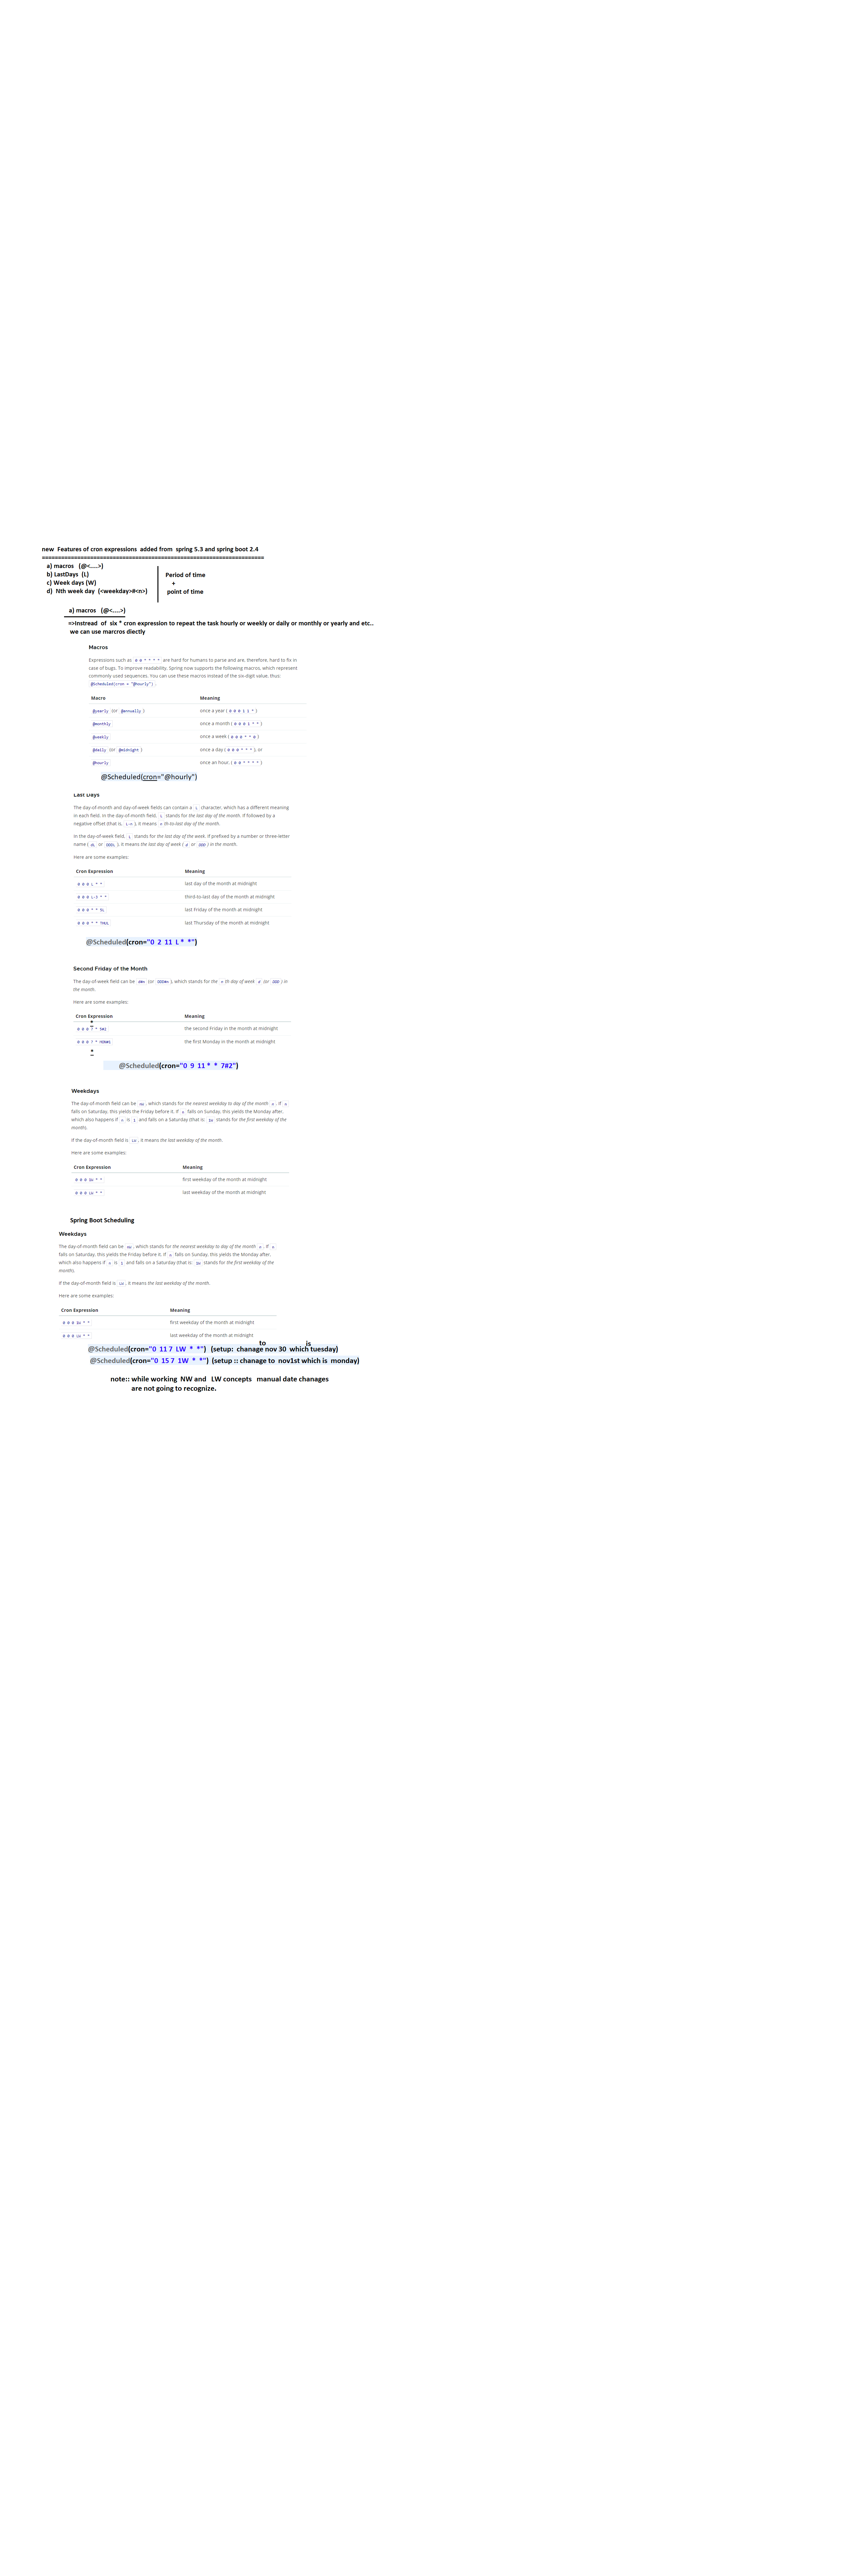 new Features of cron expressions added from spring 5.3 and spring boot 2.4
=====================================================================
a) macros (@<.....>)
b) LastDays (L)
c) Week days (W)
d) Nth week day (<weekday>#<n>)
Period of time
+
point of time
a) macros (@<.....>)
=>Instread of six * cron expression to repeat the task hourly or weekly or daily or monthly or yearly and etc..
we can use marcros diectly
Macros
Expressions such as 0 0 * * * * are hard for humans to parse and are, therefore, hard to fix in
case of bugs. To improve readability, Spring now supports the following macros, which represent
commonly used sequences. You can use these macros instead of the six-digit value, thus:
@Scheduled(cron = "@hourly") .
Macro Meaning
@yearly (or @annually ) once a year ( 0 0 0 1 1 * )
@monthly once a month ( 0 0 0 1 * * )
@weekly once a week ( 0 0 0 * * 0 )
@daily (or @midnight ) once a day ( 0 0 0 * * * ), or
@hourly once an hour, ( 0 0 * * * * )
@Scheduled(cron="@hourly")
Last Days
The day-of-month and day-of-week fields can contain a L character, which has a different meaning
in each field. In the day-of-month field, L stands for the last day of the month. If followed by a
negative offset (that is, L-n ), it means n th-to-last day of the month.
In the day-of-week field, L stands for the last day of the week. If prefixed by a number or three-letter
name ( dL or DDDL ), it means the last day of week ( d or DDD ) in the month.
Here are some examples:
Cron Expression Meaning
0 0 0 L * * last day of the month at midnight
0 0 0 L-3 * * third-to-last day of the month at midnight
0 0 0 * * 5L last Friday of the month at midnight
0 0 0 * * THUL last Thursday of the month at midnight
@Scheduled(cron="0 2 11 L * *")
Second Friday of the Month
The day-of-week field can be d#n (or DDD#n ), which stands for the n th day of week d (or DDD ) in
the month.
Here are some examples:
Cron Expression Meaning
*
0 0 0 ? * 5#2 the second Friday in the month at midnight
0 0 0 ? * MON#1 the first Monday in the month at midnight
*
@Scheduled(cron="0 9 11 * * 7#2")
Weekdays
The day-of-month field can be nW , which stands for the nearest weekday to day of the month n . If n
falls on Saturday, this yields the Friday before it. If n falls on Sunday, this yields the Monday after,
which also happens if n is 1 and falls on a Saturday (that is: 1W stands for the first weekday of the
month).
If the day-of-month field is LW , it means the last weekday of the month.
Here are some examples:
Cron Expression Meaning
0 0 0 1W * * first weekday of the month at midnight
0 0 0 LW * * last weekday of the month at midnight
Spring Boot Scheduling
Weekdays
The day-of-month field can be nW , which stands for the nearest weekday to day of the month n . If n
falls on Saturday, this yields the Friday before it. If n falls on Sunday, this yields the Monday after,
which also happens if n is 1 and falls on a Saturday (that is: 1W stands for the first weekday of the
month).
If the day-of-month field is LW , it means the last weekday of the month.
Here are some examples:
Cron Expression Meaning
0 0 0 1W * * first weekday of the month at midnight
0 0 0 LW * * last weekday of the month at midnight
to is
@Scheduled(cron="0 11 7 LW * *") (setup: chanage nov 30 which tuesday)
@Scheduled(cron="0 15 7 1W * *") (setup :: chanage to nov1st which is monday)
note:: while working NW and LW concepts manual date chanages
are not going to recognize.